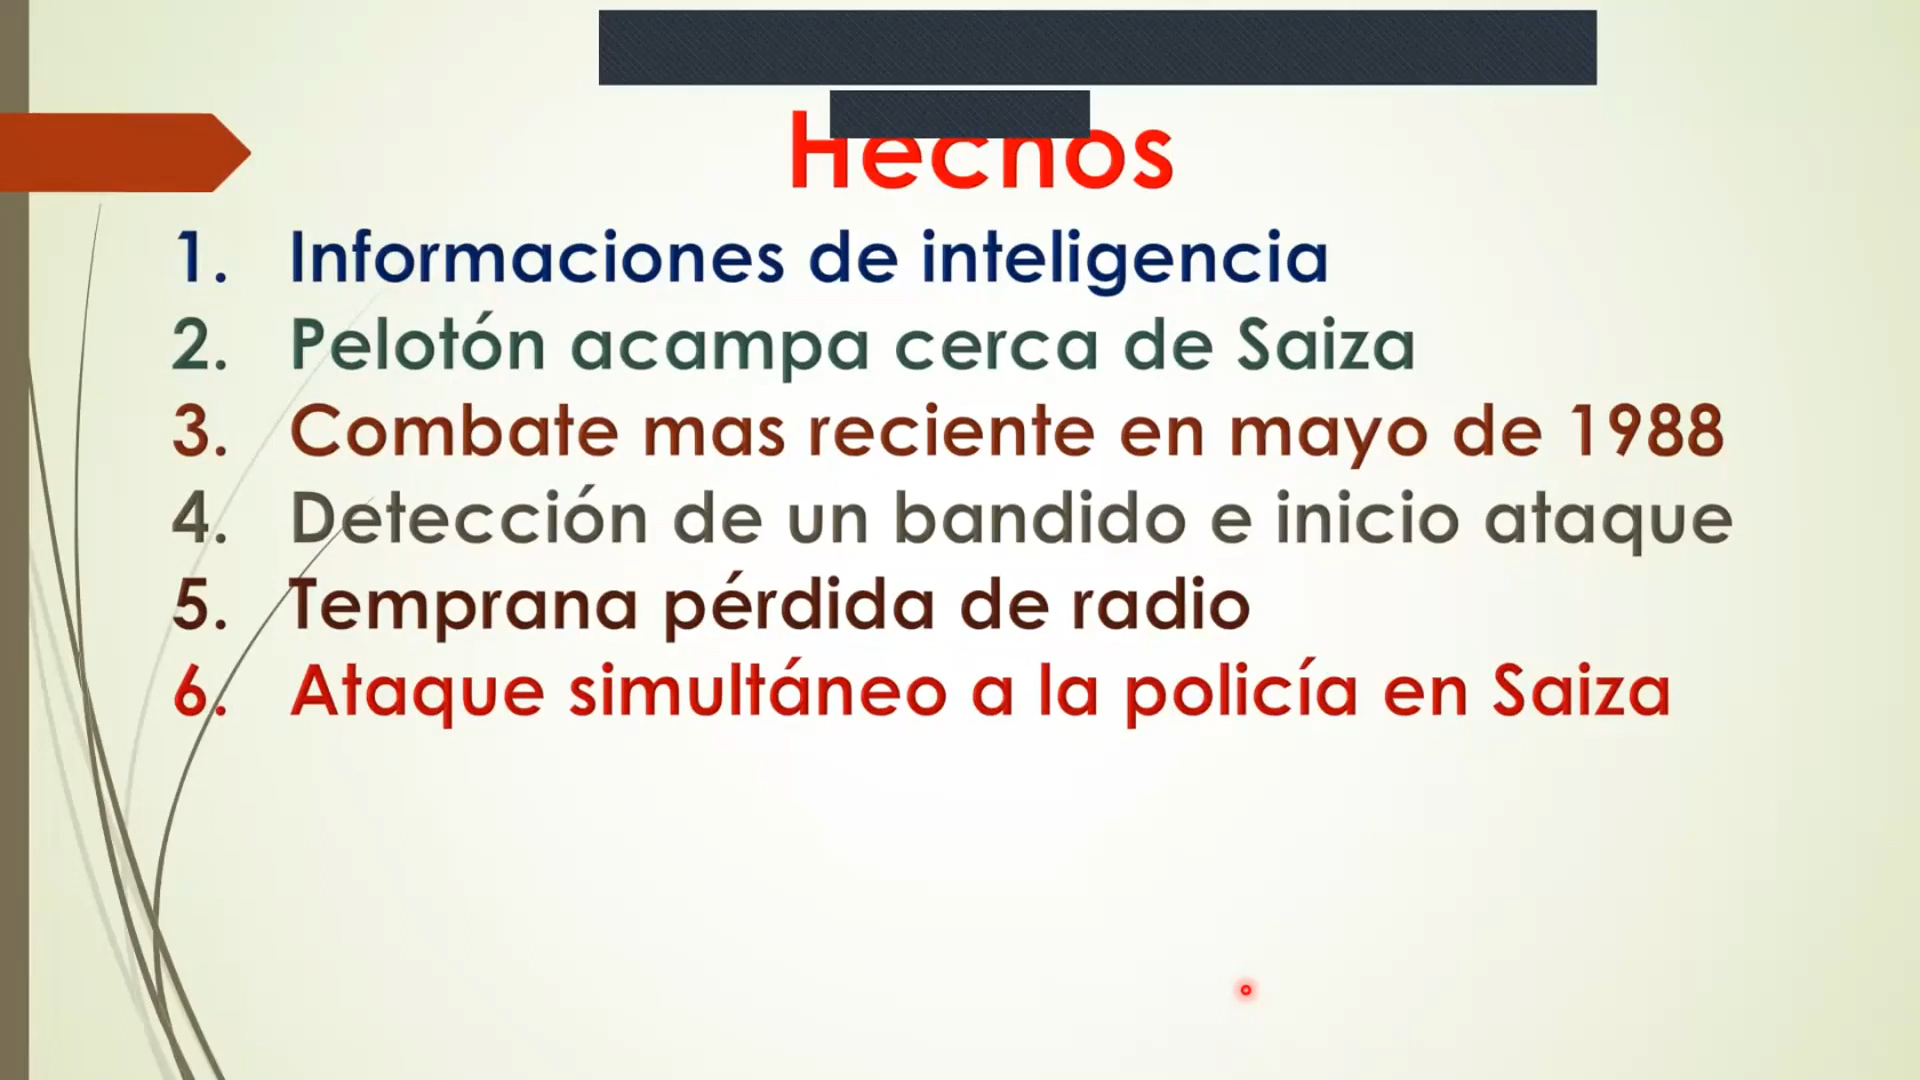 Hechos
1. Informaciones de inteligencia
2. Pelotón acampa cerca de Saiza
3. Combate mas reciente en mayo de 1988
4. Detección de un bandido e inicio ataque
5. Temprana pérdida de radio
6. Ataque simultáneo a la policía en Saiza